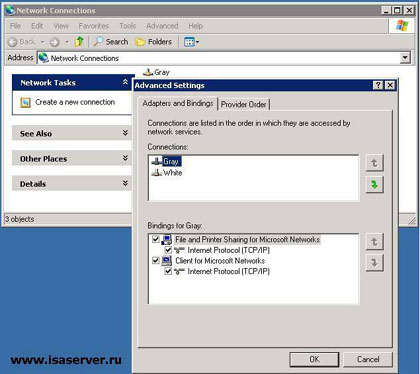 Network Connections
File Edit View Favorites Tools Advanced Help
Back Search Folders
Address Network Connections
Network Tasks
Create a new connection
See Also
Other Places
Details
3 objects
Gray
Advanced Settings
Adapters and Bindings Provider Order
Connections are listed in the order in which they are accessed by
network services.
Connections:
Gray
White
Bindings for Gray:
File and Printer Sharing for Microsoft Networks
Internet Protocol (TCP/IP)
Client for Microsoft Networks
Internet Protocol (TCP/IP)
OK Cancel
www.isaserver.ru